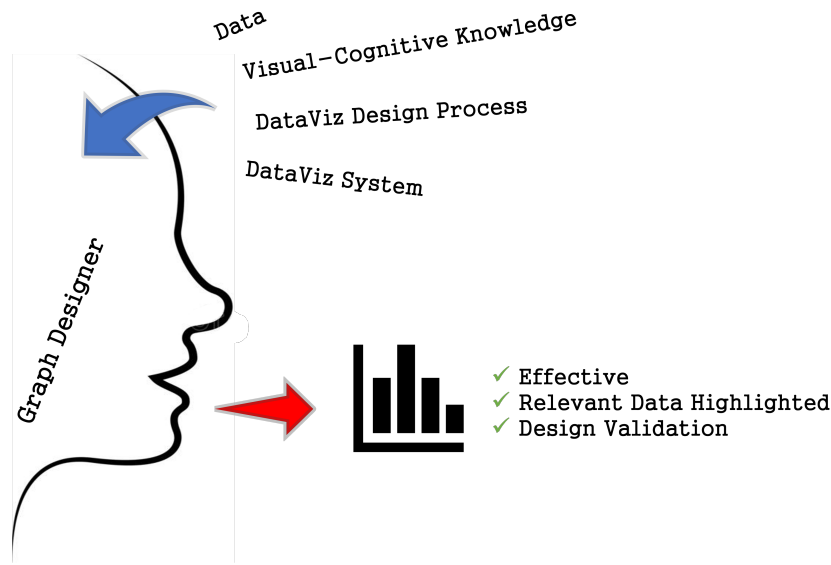 Data
Visual-Cognitive Knowledge
DataViz Design Process
DataViz System
Graph Designer
Effective
Relevant Data Highlighted
Design Validation